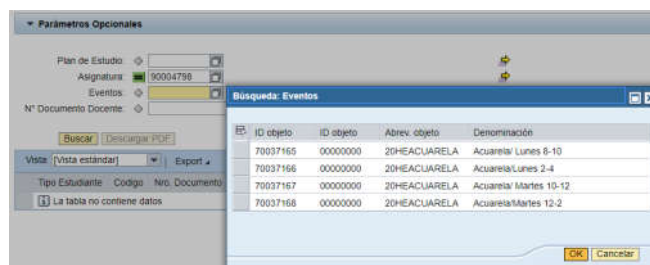 Parámetros Opcionales
Plan de Estudio:
Asignatura: 90004798
Eventos:
N° Documento Docente:
Buscar Descargar PDF
Vista: [Vista estándar] Export
Tipo Estudiante Codigo Nro. Documento
La tabla no contiene datos
Búsqueda: Eventos
ID objeto ID objeto Abrev. objeto Denominación
70037165 00000000 20HEACUARELA Acuarela/ Lunes 8-10
70037166 00000000 20HEACUARELA Acuarela/Lunes 2-4
70037167 00000000 20HEACUARELA Acuarela/ Martes 10-12
70037168 00000000 20HEACUARELA Acuarela/Martes 12-2
OK Cancelar